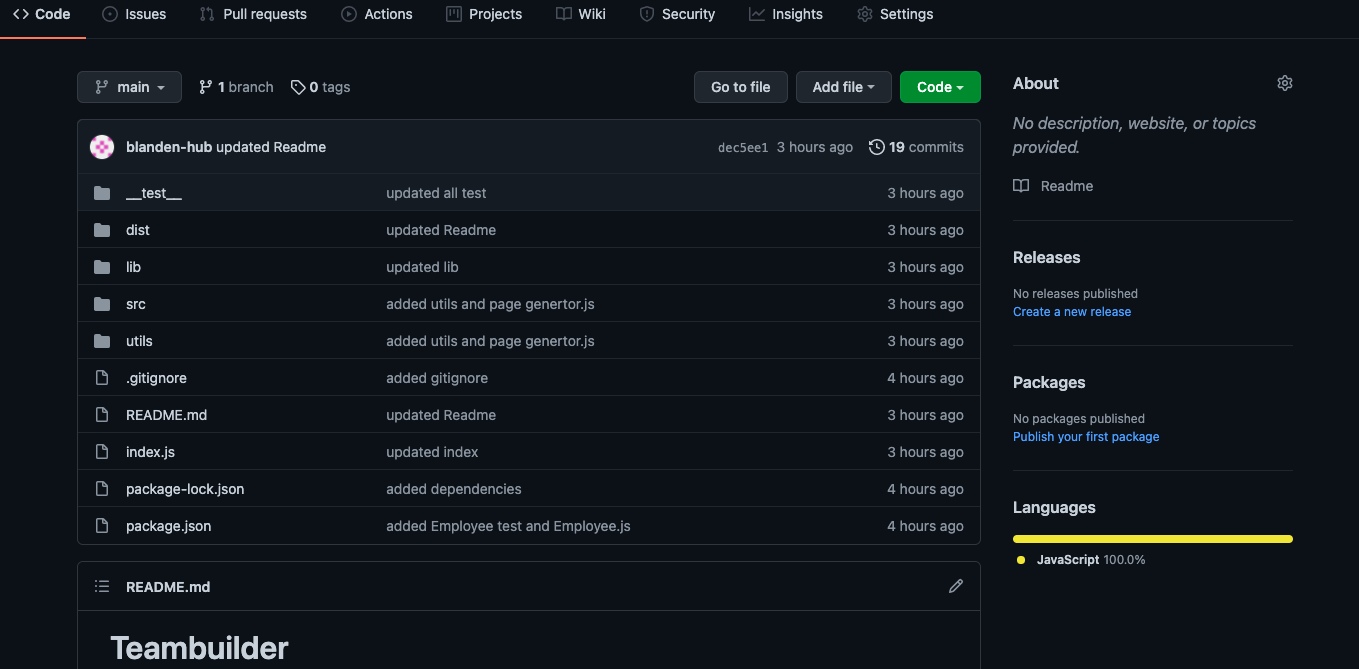 Code Issues Pull requests Actions Projects Wiki Security Insights Settings
main 1 branch 0 tags Go to file Add file Code
blanden-hub updated Readme dec5ee1 3 hours ago 19 commits
__test__ updated all test 3 hours ago
dist updated Readme 3 hours ago
lib updated lib 3 hours ago
src added utils and page genertor.js 3 hours ago
utils added utils and page genertor.js 3 hours ago
.gitignore added gitignore 4 hours ago
README.md updated Readme 3 hours ago
index.js updated index 3 hours ago
package-lock.json added dependencies 4 hours ago
package.json added Employee test and Employee.js 4 hours ago
README.md
Teambuilder
About
No description, website, or topics
provided.
Readme
Releases
No releases published
Create a new release
Packages
No packages published
Publish your first package
Languages
JavaScript 100.0%